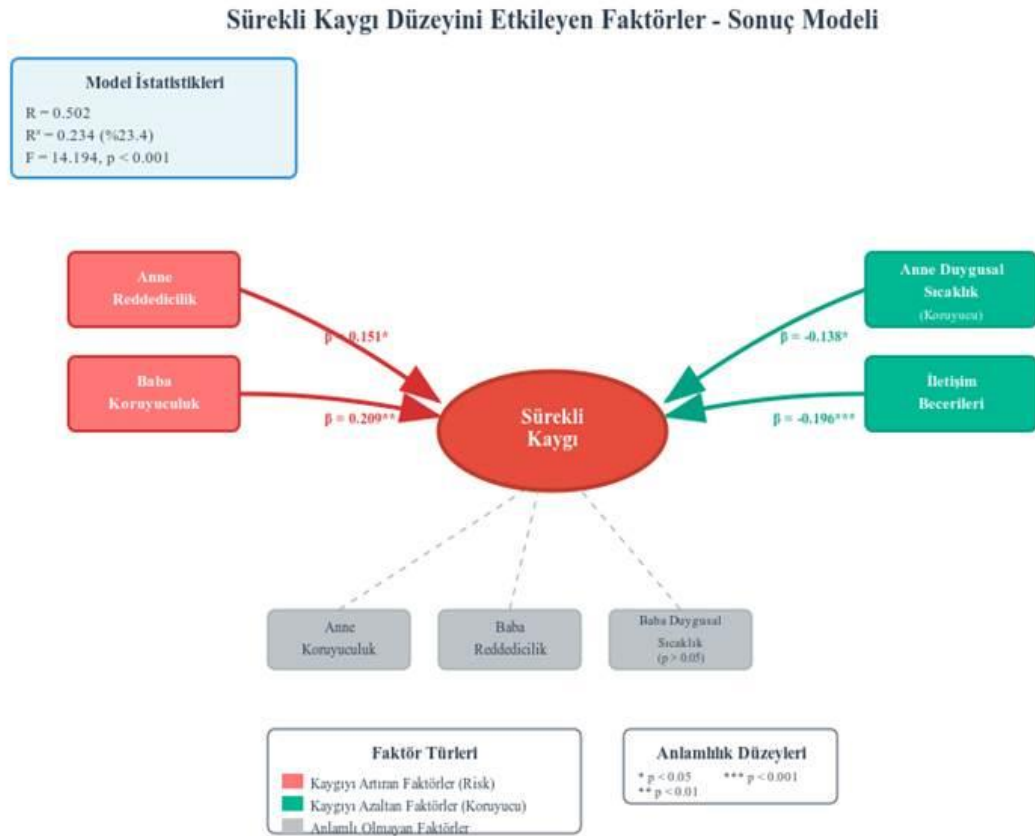 Sürekli Kaygı Düzeyini Etkileyen Faktörler - Sonuç Modeli
Model İstatistikleri
R = 0.502
R² = 0.234 (%23.4)
F = 14.194, p < 0.001
Anne
Reddedicilik
Anne Duygusal
Sıcaklık
(Koruyucu)
β = 0.151*
β = -0.138*
Baba
Koruyuculuk
İletişim
Becerileri
β = 0.209**
β = -0.196***
Sürekli
Kaygı
Anne
Koruyuculuk
Baba
Reddedicilik
Baba Duygusal
Sıcaklık
(p > 0.05)
Faktör Türleri
Kaygıyı Artıran Faktörler (Risk)
Kaygıyı Azaltan Faktörler (Koruyucu)
Anlamlı Olmayan Faktörler
Anlamlılık Düzeyleri
* p < 0.05 *** p < 0.001
** p < 0.01